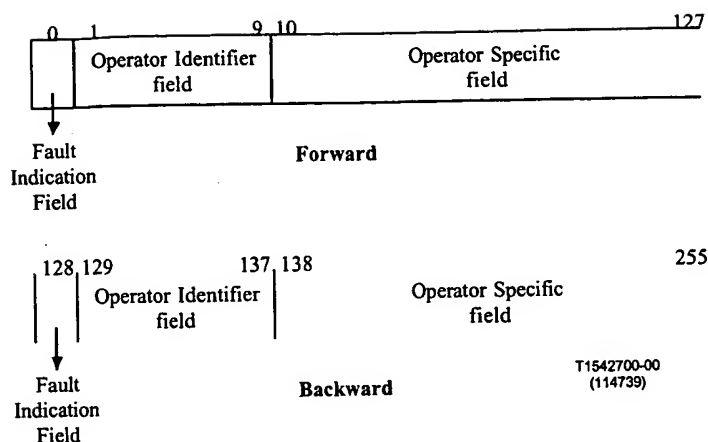 0 1 9 10 127
Operator Identifier
field
Operator Specific
field
Fault
Indication
Field
Forward
128 129 137 138 255
Operator Identifier
field
Operator Specific
field
Fault
Indication
Field
Backward
T1542700-00
(114739)